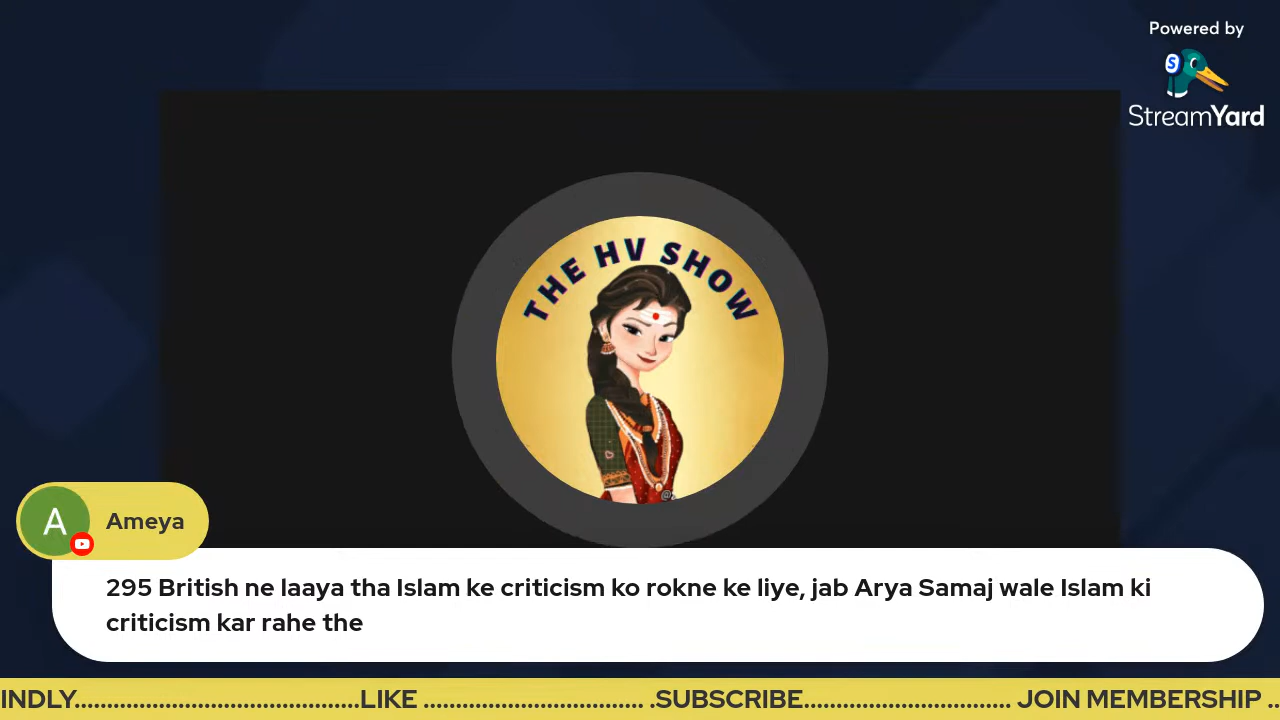 Powered by
StreamYard
THE HV SHOW
Ameya
295 British ne laaya tha Islam ke criticism ko rokne ke liye, jab Arya Samaj wale Islam ki
criticism kar rahe the
INDLY..............................................LIKE ................................... .SUBSCRIBE................................. JOIN MEMBERSHIP ..